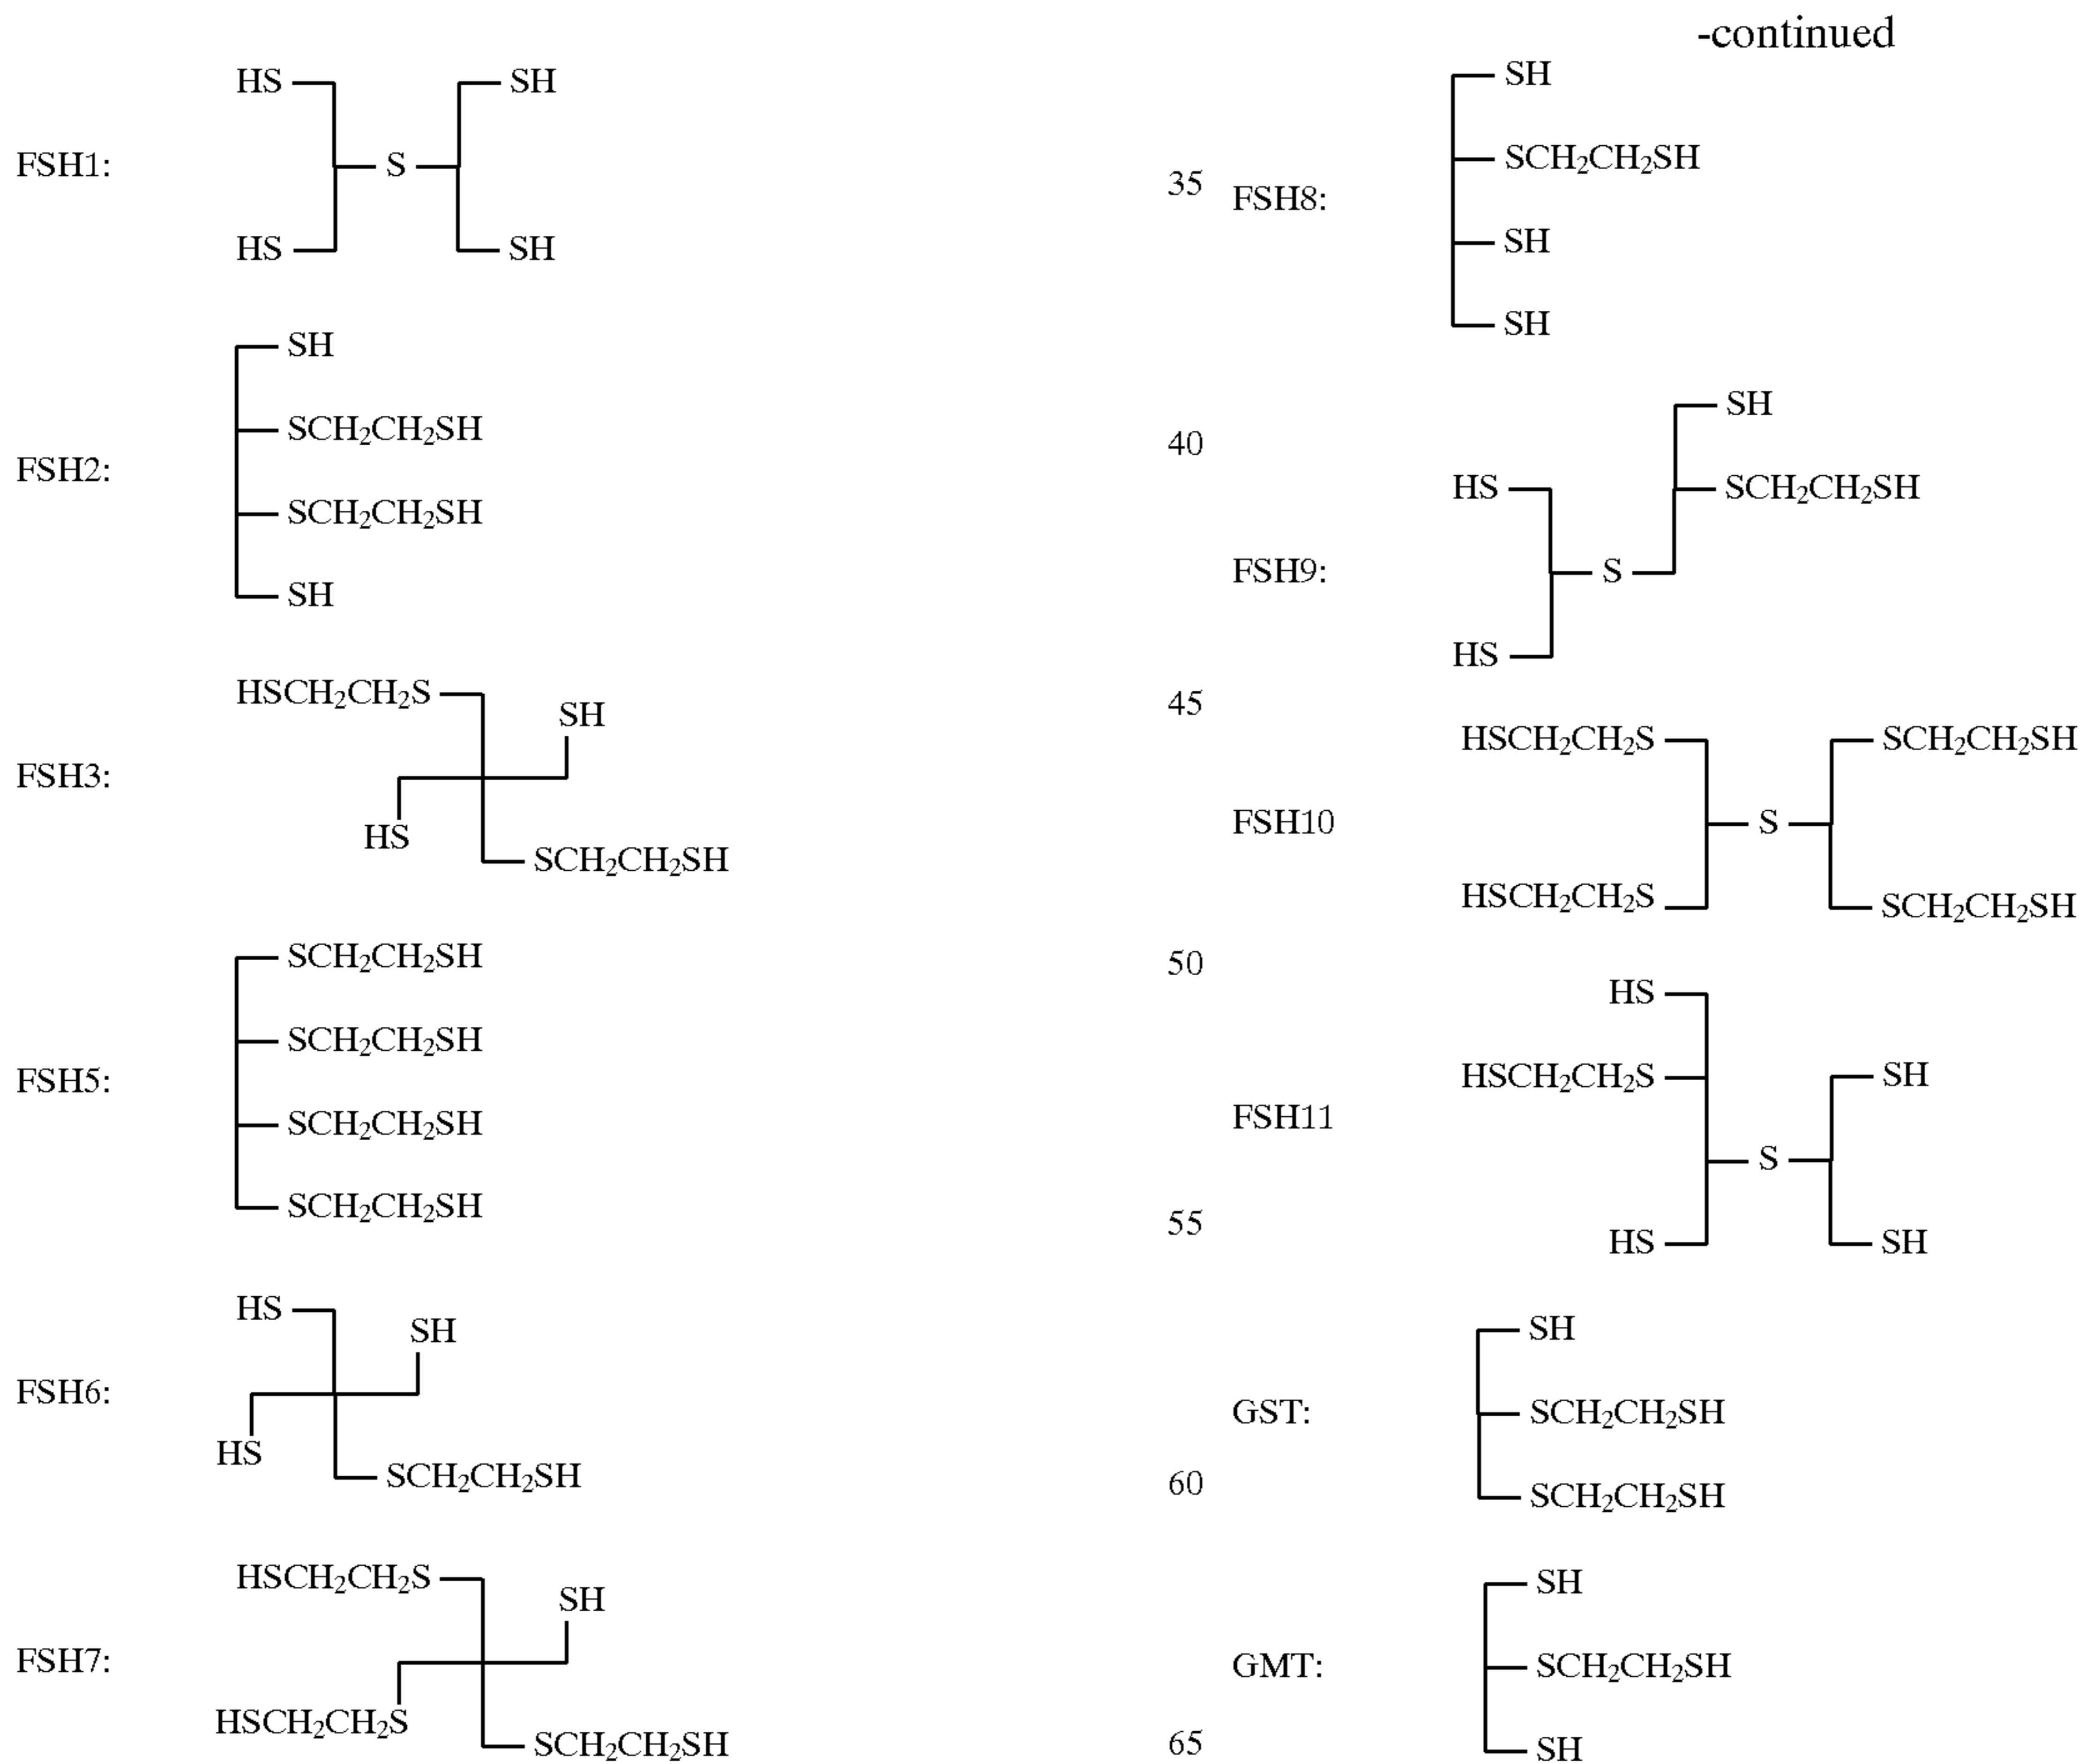 HS SH
FSH1: S
HS SH
SH
SCH₂CH₂SH
FSH2:
SCH₂CH₂SH
SH
HSCH₂CH₂S
SH
FSH3:
HS
SCH₂CH₂SH
SCH₂CH₂SH
SCH₂CH₂SH
FSH5:
SCH₂CH₂SH
SCH₂CH₂SH
HS
SH
FSH6:
HS
SCH₂CH₂SH
HSCH₂CH₂S
SH
FSH7:
HSCH₂CH₂S
SCH₂CH₂SH
35
40
45
50
55
60
65
-continued
SH
SCH₂CH₂SH
FSH8:
SH
SH
SH
HS SCH₂CH₂SH
FSH9: S
HS
HSCH₂CH₂S SCH₂CH₂SH
FSH10 S
HSCH₂CH₂S SCH₂CH₂SH
HS
HSCH₂CH₂S SH
FSH11
S
HS SH
SH
GST: SCH₂CH₂SH
SCH₂CH₂SH
SH
GMT: SCH₂CH₂SH
SH